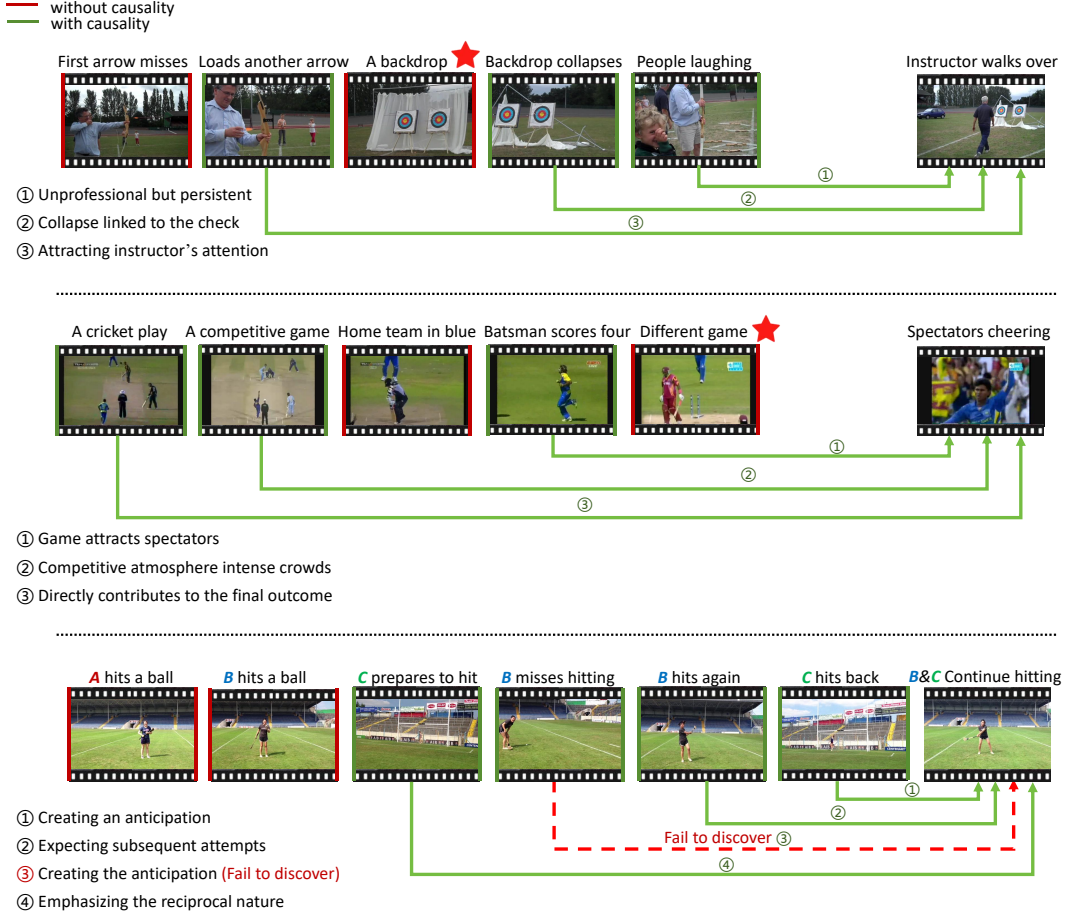 without causality
with causality
First arrow misses Loads another arrow A backdrop Backdrop collapses People laughing Instructor walks over
①
② 
③
① Unprofessional but persistent
② Collapse linked to the check
③ Attracting instructor's attention
A cricket play A competitive game Home team in blue Batsman scores four Different game Spectators cheering
①
②
③
① Game attracts spectators
② Competitive atmosphere intense crowds
③ Directly contributes to the final outcome
A hits a ball B hits a ball C prepares to hit B misses hitting B hits again C hits back B&C Continue hitting
①
②
Fail to discover ③
④
① Creating an anticipation
② Expecting subsequent attempts
③ Creating the anticipation (Fail to discover)
④ Emphasizing the reciprocal nature